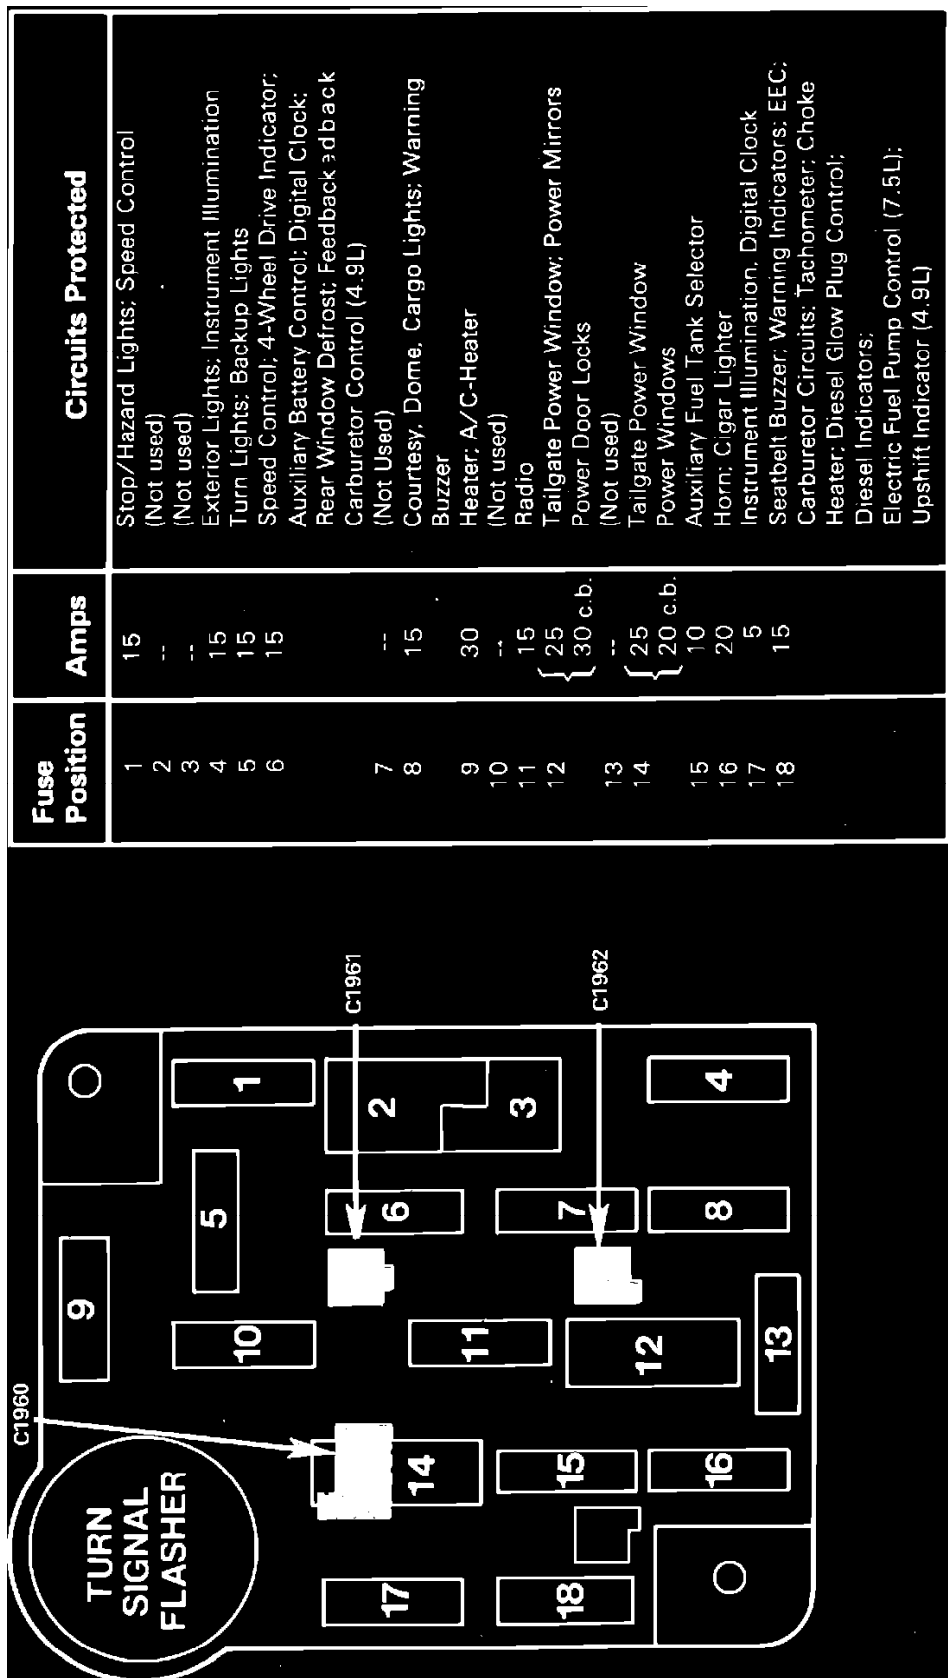 Fuse
Position Amps Circuits Protected
1 15 Stop/Hazard Lights; Speed Control
2 -- (Not used)
3 -- (Not used)
4 15 Exterior Lights; Instrument Illumination
5 15 Turn Lights; Backup Lights
6 15 Speed Control; 4-Wheel Drive Indicator;
Auxiliary Battery Control; Digital Clock;
Rear Window Defrost; Feedback edback
Carburetor Control (4.9L)
7 -- (Not Used)
8 15 Courtesy, Dome, Cargo Lights; Warning
Buzzer
9 30 Heater; A/C-Heater
10 -- (Not used)
11 15 Radio
12 { 25 Tailgate Power Window; Power Mirrors
30 c.b. Power Door Locks
13 -- (Not used)
14 { 25 Tailgate Power Window
20 c.b. Power Windows
15 10 Auxiliary Fuel Tank Selector
16 20 Horn; Cigar Lighter
17 5 Instrument Illumination, Digital Clock
18 15 Seatbelt Buzzer; Warning Indicators; EEC;
Carburetor Circuits; Tachometer; Choke
Heater; Diesel Glow Plug Control;
Diesel Indicators;
Electric Fuel Pump Control (7.5L);
Upshift Indicator (4.9L)
C1960
C1961
C1962
TURN
SIGNAL
FLASHER
9
5
1
10
2
6
3
11
7
14
12
4
8
15
13
16
17
18